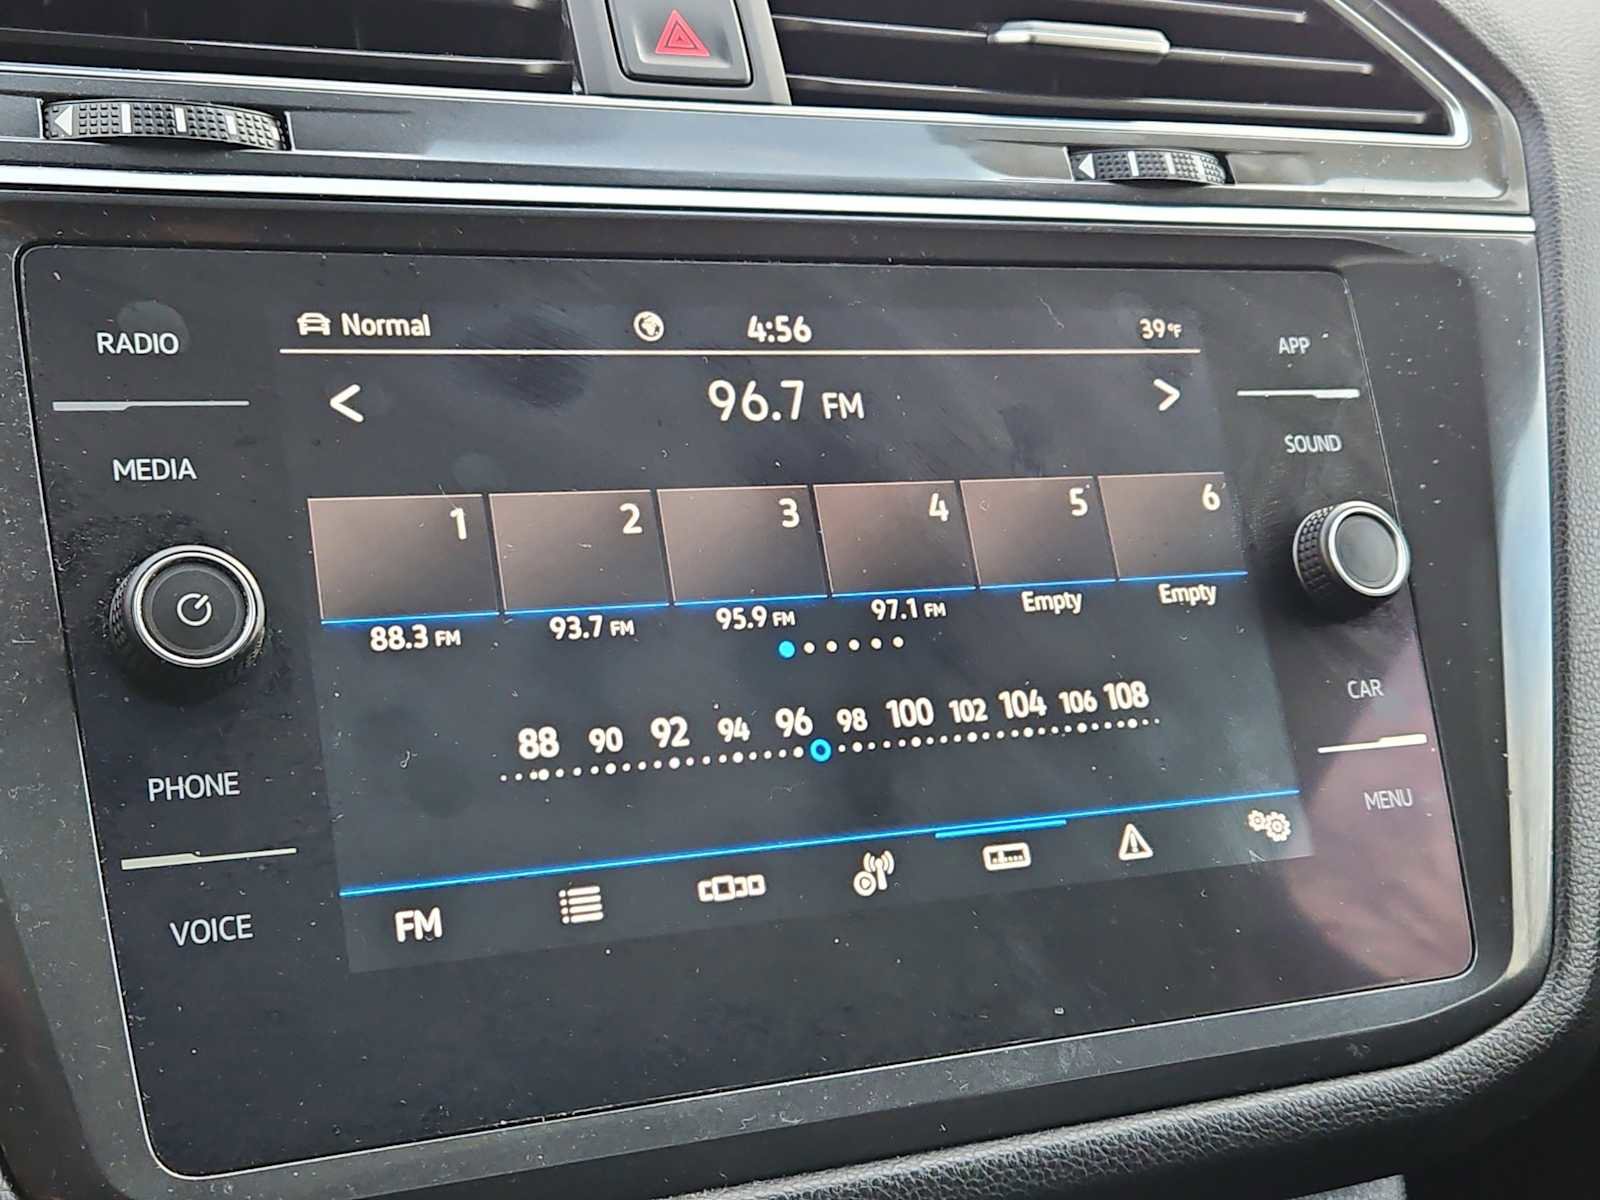 RADIO
MEDIA
PHONE
VOICE
Normal 4:56 39°F
96.7 FM
1 2 3 4 5 6
88.3 FM 93.7 FM 95.9 FM 97.1 FM Empty Empty
88 90 92 94 96 98 100 102 104 106 108
FM
APP
SOUND
CAR
MENU